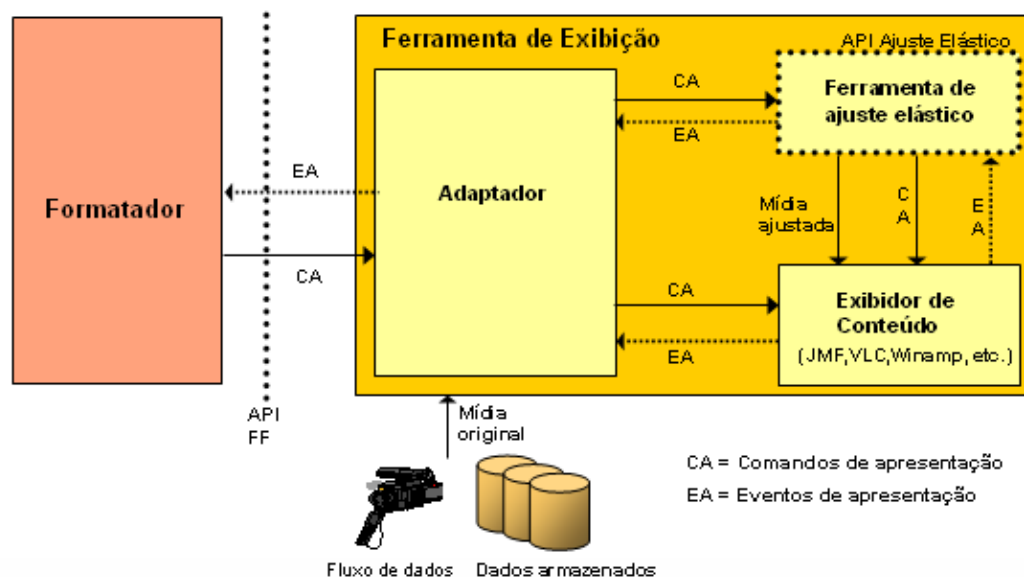 Ferramenta de Exibição
API Ajuste Elástico
Formatador
EA
CA
API
FF
Adaptador
CA
EA
Ferramenta de
ajuste elástico
Mídia
ajustada
C
A
E
A
CA
EA
Exibidor de
Conteúdo
(JMF,VLC,Winamp, etc.)
Mídia
original
CA = Comandos de apresentação
EA = Eventos de apresentação
Fluxo de dados
Dados armazenados